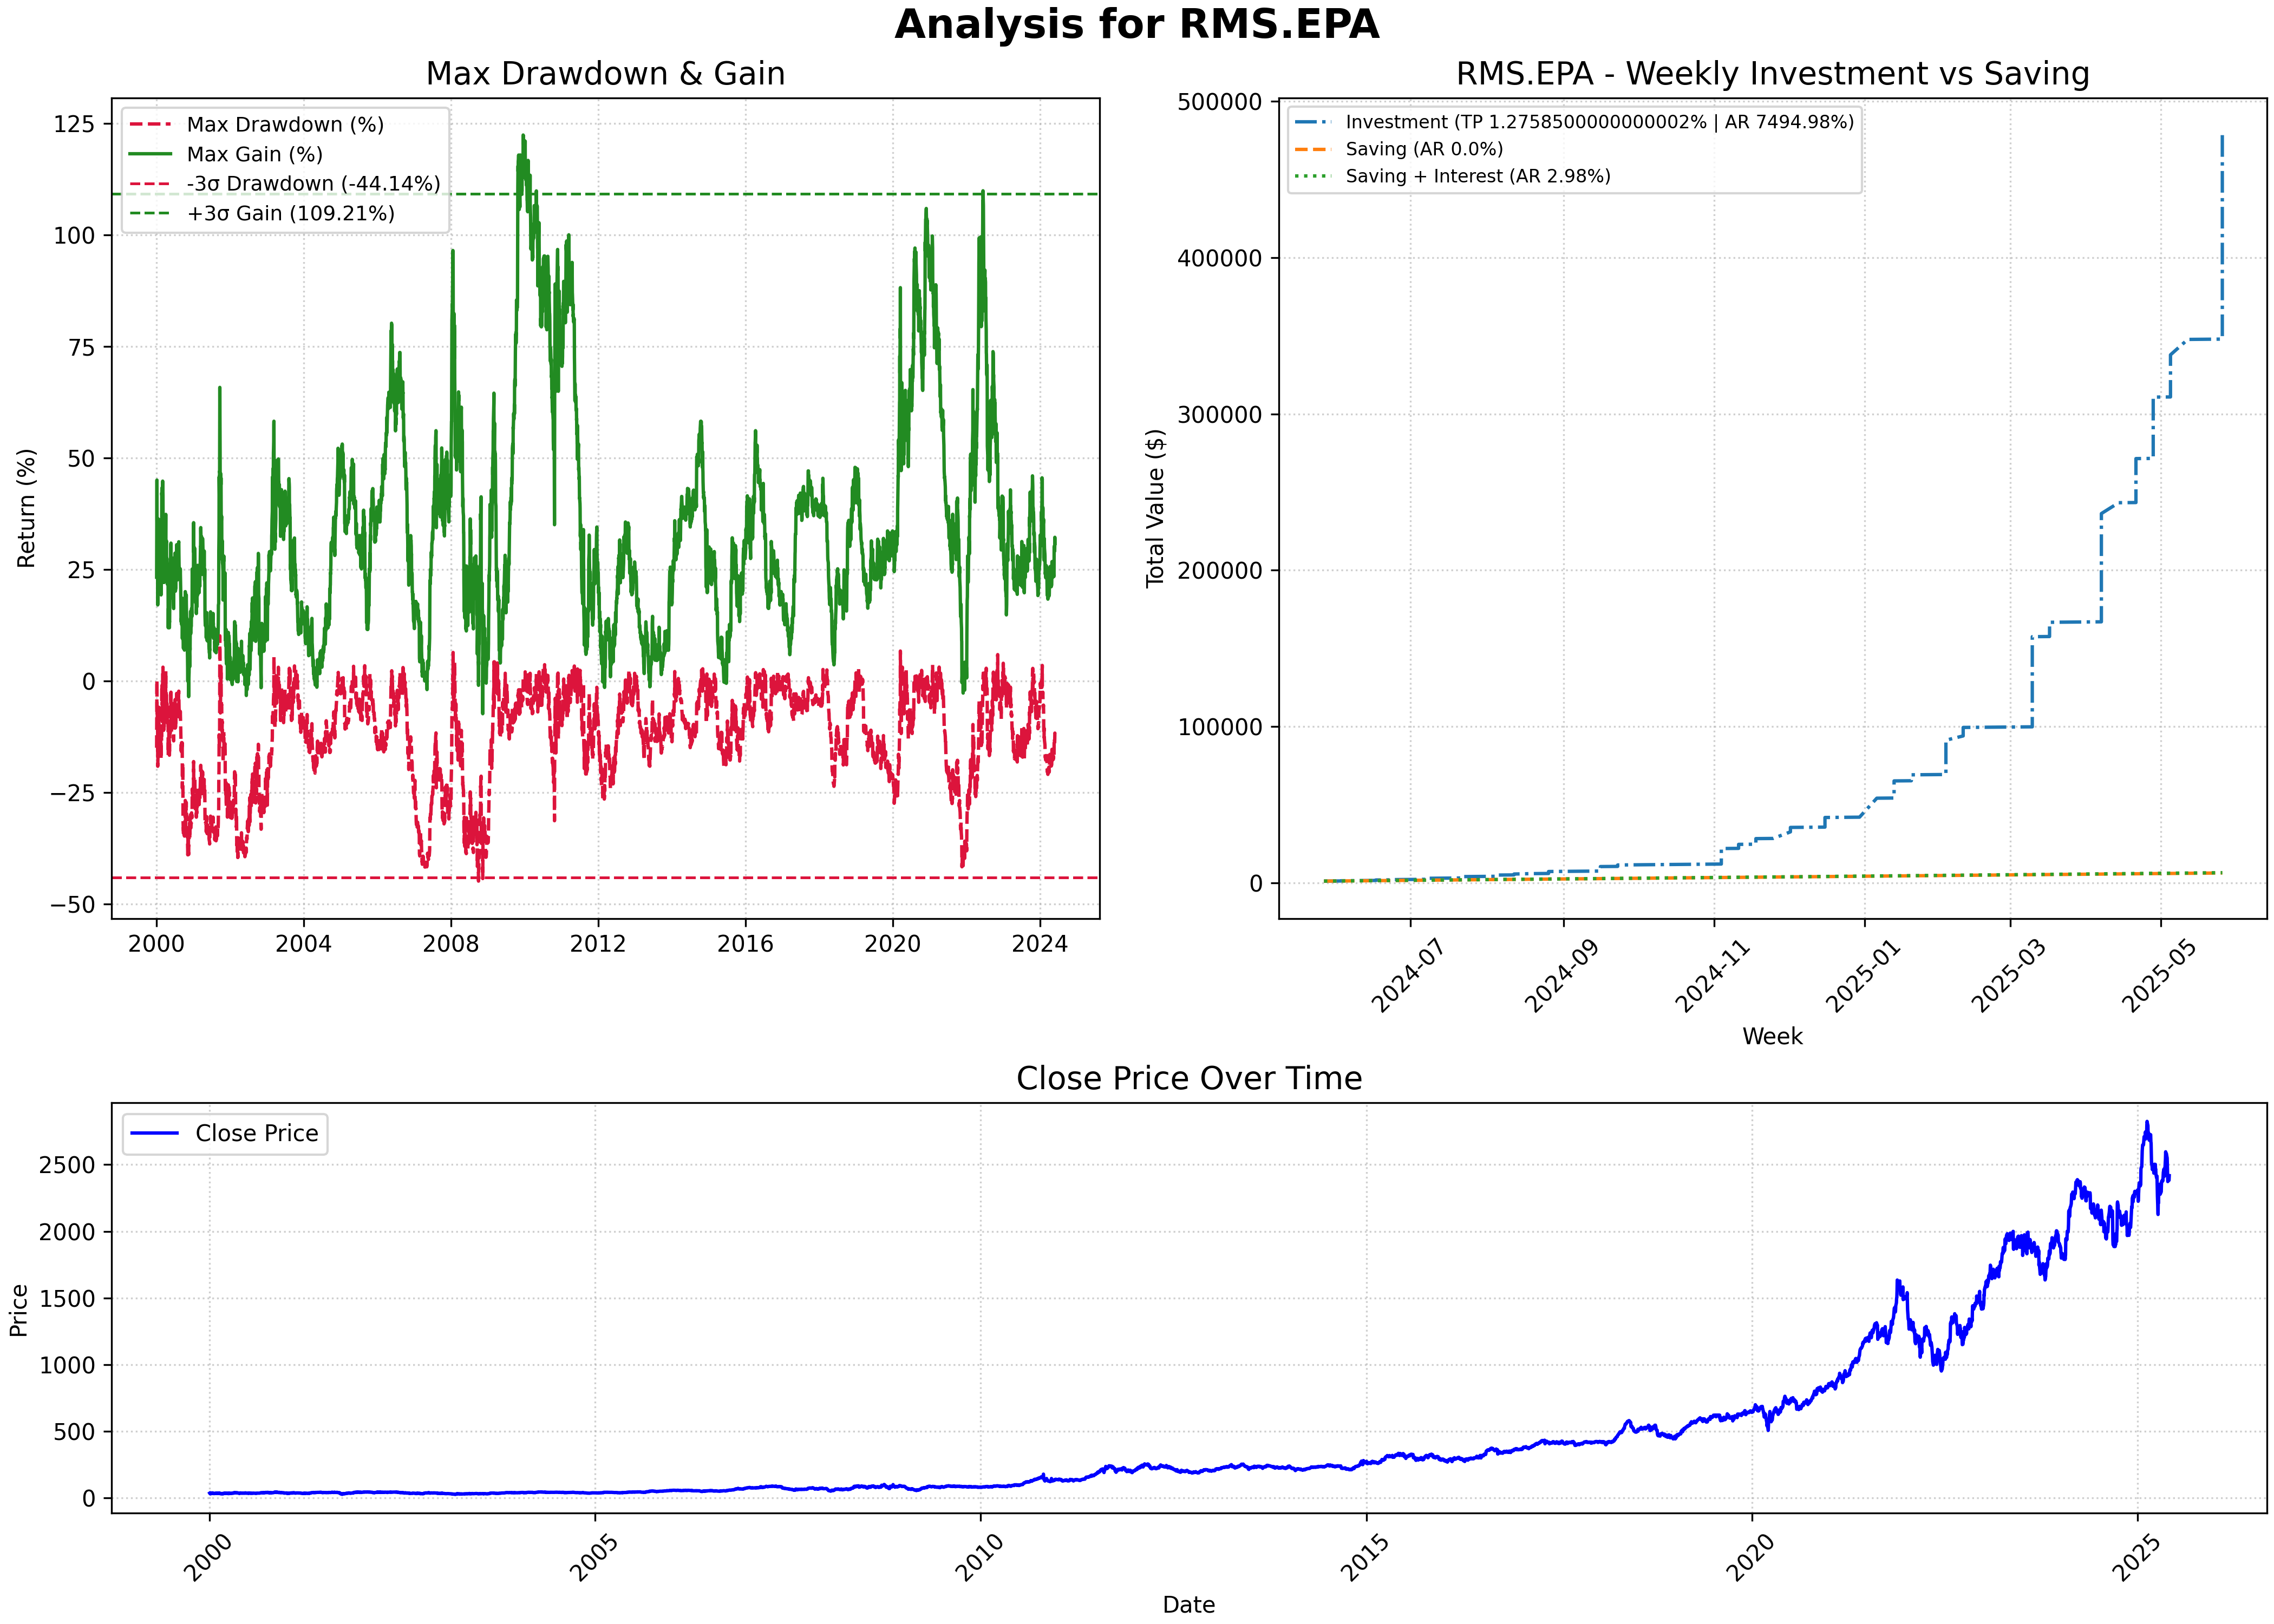 Analysis for RMS.EPA
Max Drawdown & Gain
Return (%)
125
100
75
50
25
0
−25
−50
Max Drawdown (%)
Max Gain (%)
-3σ Drawdown (-44.14%)
+3σ Gain (109.21%)
2000 2004 2008 2012 2016 2020 2024
RMS.EPA - Weekly Investment vs Saving
Total Value ($)
500000
400000
300000
200000
100000
0
Investment (TP 1.2758500000000002% | AR 7494.98%)
Saving (AR 0.0%)
Saving + Interest (AR 2.98%)
2024-07 2024-09 2024-11 2025-01 2025-03 2025-05
Week
Close Price Over Time
Price
2500
2000
1500
1000
500
0
Close Price
2000 2005 2010 2015 2020 2025
Date